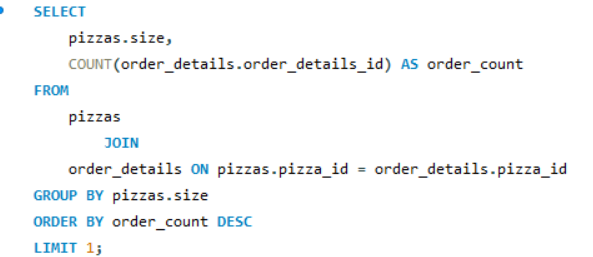 SELECT
pizzas.size,
COUNT(order_details.order_details_id) AS order_count
FROM
pizzas
JOIN
order_details ON pizzas.pizza_id = order_details.pizza_id
GROUP BY pizzas.size
ORDER BY order_count DESC
LIMIT 1;